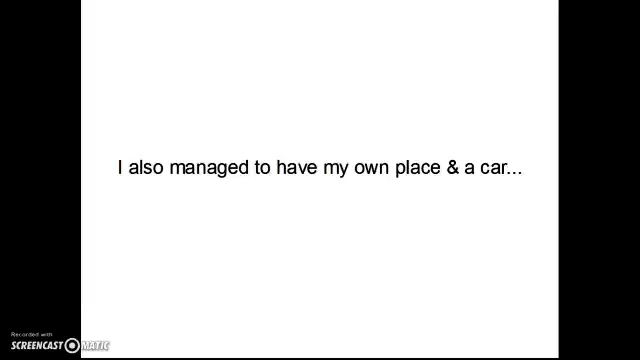 I also managed to have my own place & a car...
Recorded with
SCREENCAST MATIC